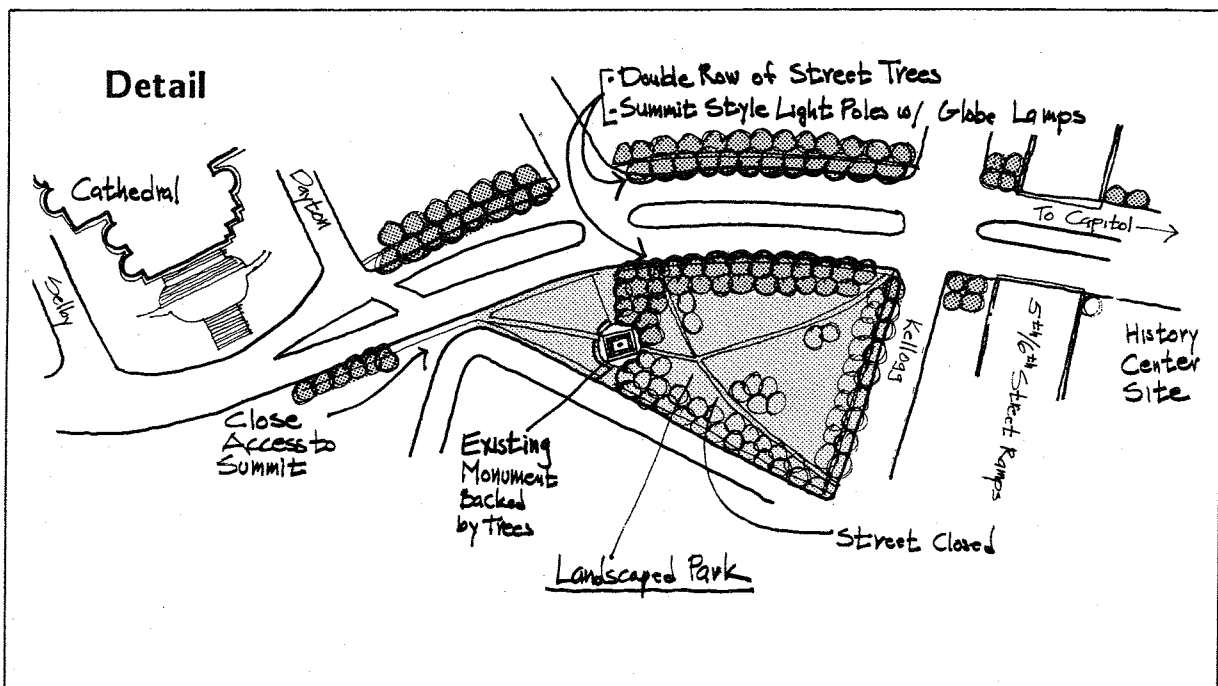 Detail
· Double Row of Street Trees
· Summit Style Light Poles w/ Globe Lamps
Cathedral
Dayton
Selby
To Capitol
Kellogg
5th/6th Street Ramps
History
Center
Site
Close
Access to
Summit
Existing
Monument
Backed
by Trees
Street Closed
Landscaped Park